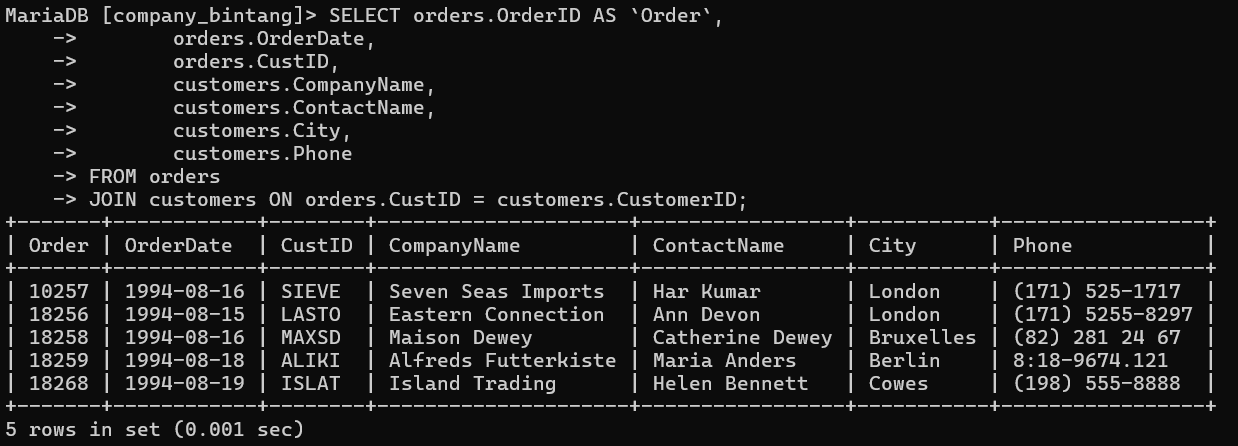 MariaDB [company_bintang]> SELECT orders.OrderID AS `Order`,
    ->        orders.OrderDate,
    ->        orders.CustID,
    ->        customers.CompanyName,
    ->        customers.ContactName,
    ->        customers.City,
    ->        customers.Phone
    -> FROM orders
    -> JOIN customers ON orders.CustID = customers.CustomerID;
+-------+------------+--------+---------------------+-----------------+-----------+-----------------+
| Order | OrderDate  | CustID | CompanyName         | ContactName     | City      | Phone           |
+-------+------------+--------+---------------------+-----------------+-----------+-----------------+
| 10257 | 1994-08-16 | SIEVE  | Seven Seas Imports  | Har Kumar       | London    | (171) 525-1717  |
| 18256 | 1994-08-15 | LASTO  | Eastern Connection  | Ann Devon       | London    | (171) 5255-8297 |
| 18258 | 1994-08-16 | MAXSD  | Maison Dewey        | Catherine Dewey | Bruxelles | (82) 281 24 67  |
| 18259 | 1994-08-18 | ALIKI  | Alfreds Futterkiste | Maria Anders    | Berlin    | 8:18-9674.121   |
| 18268 | 1994-08-19 | ISLAT  | Island Trading      | Helen Bennett   | Cowes     | (198) 555-8888  |
+-------+------------+--------+---------------------+-----------------+-----------+-----------------+
5 rows in set (0.001 sec)